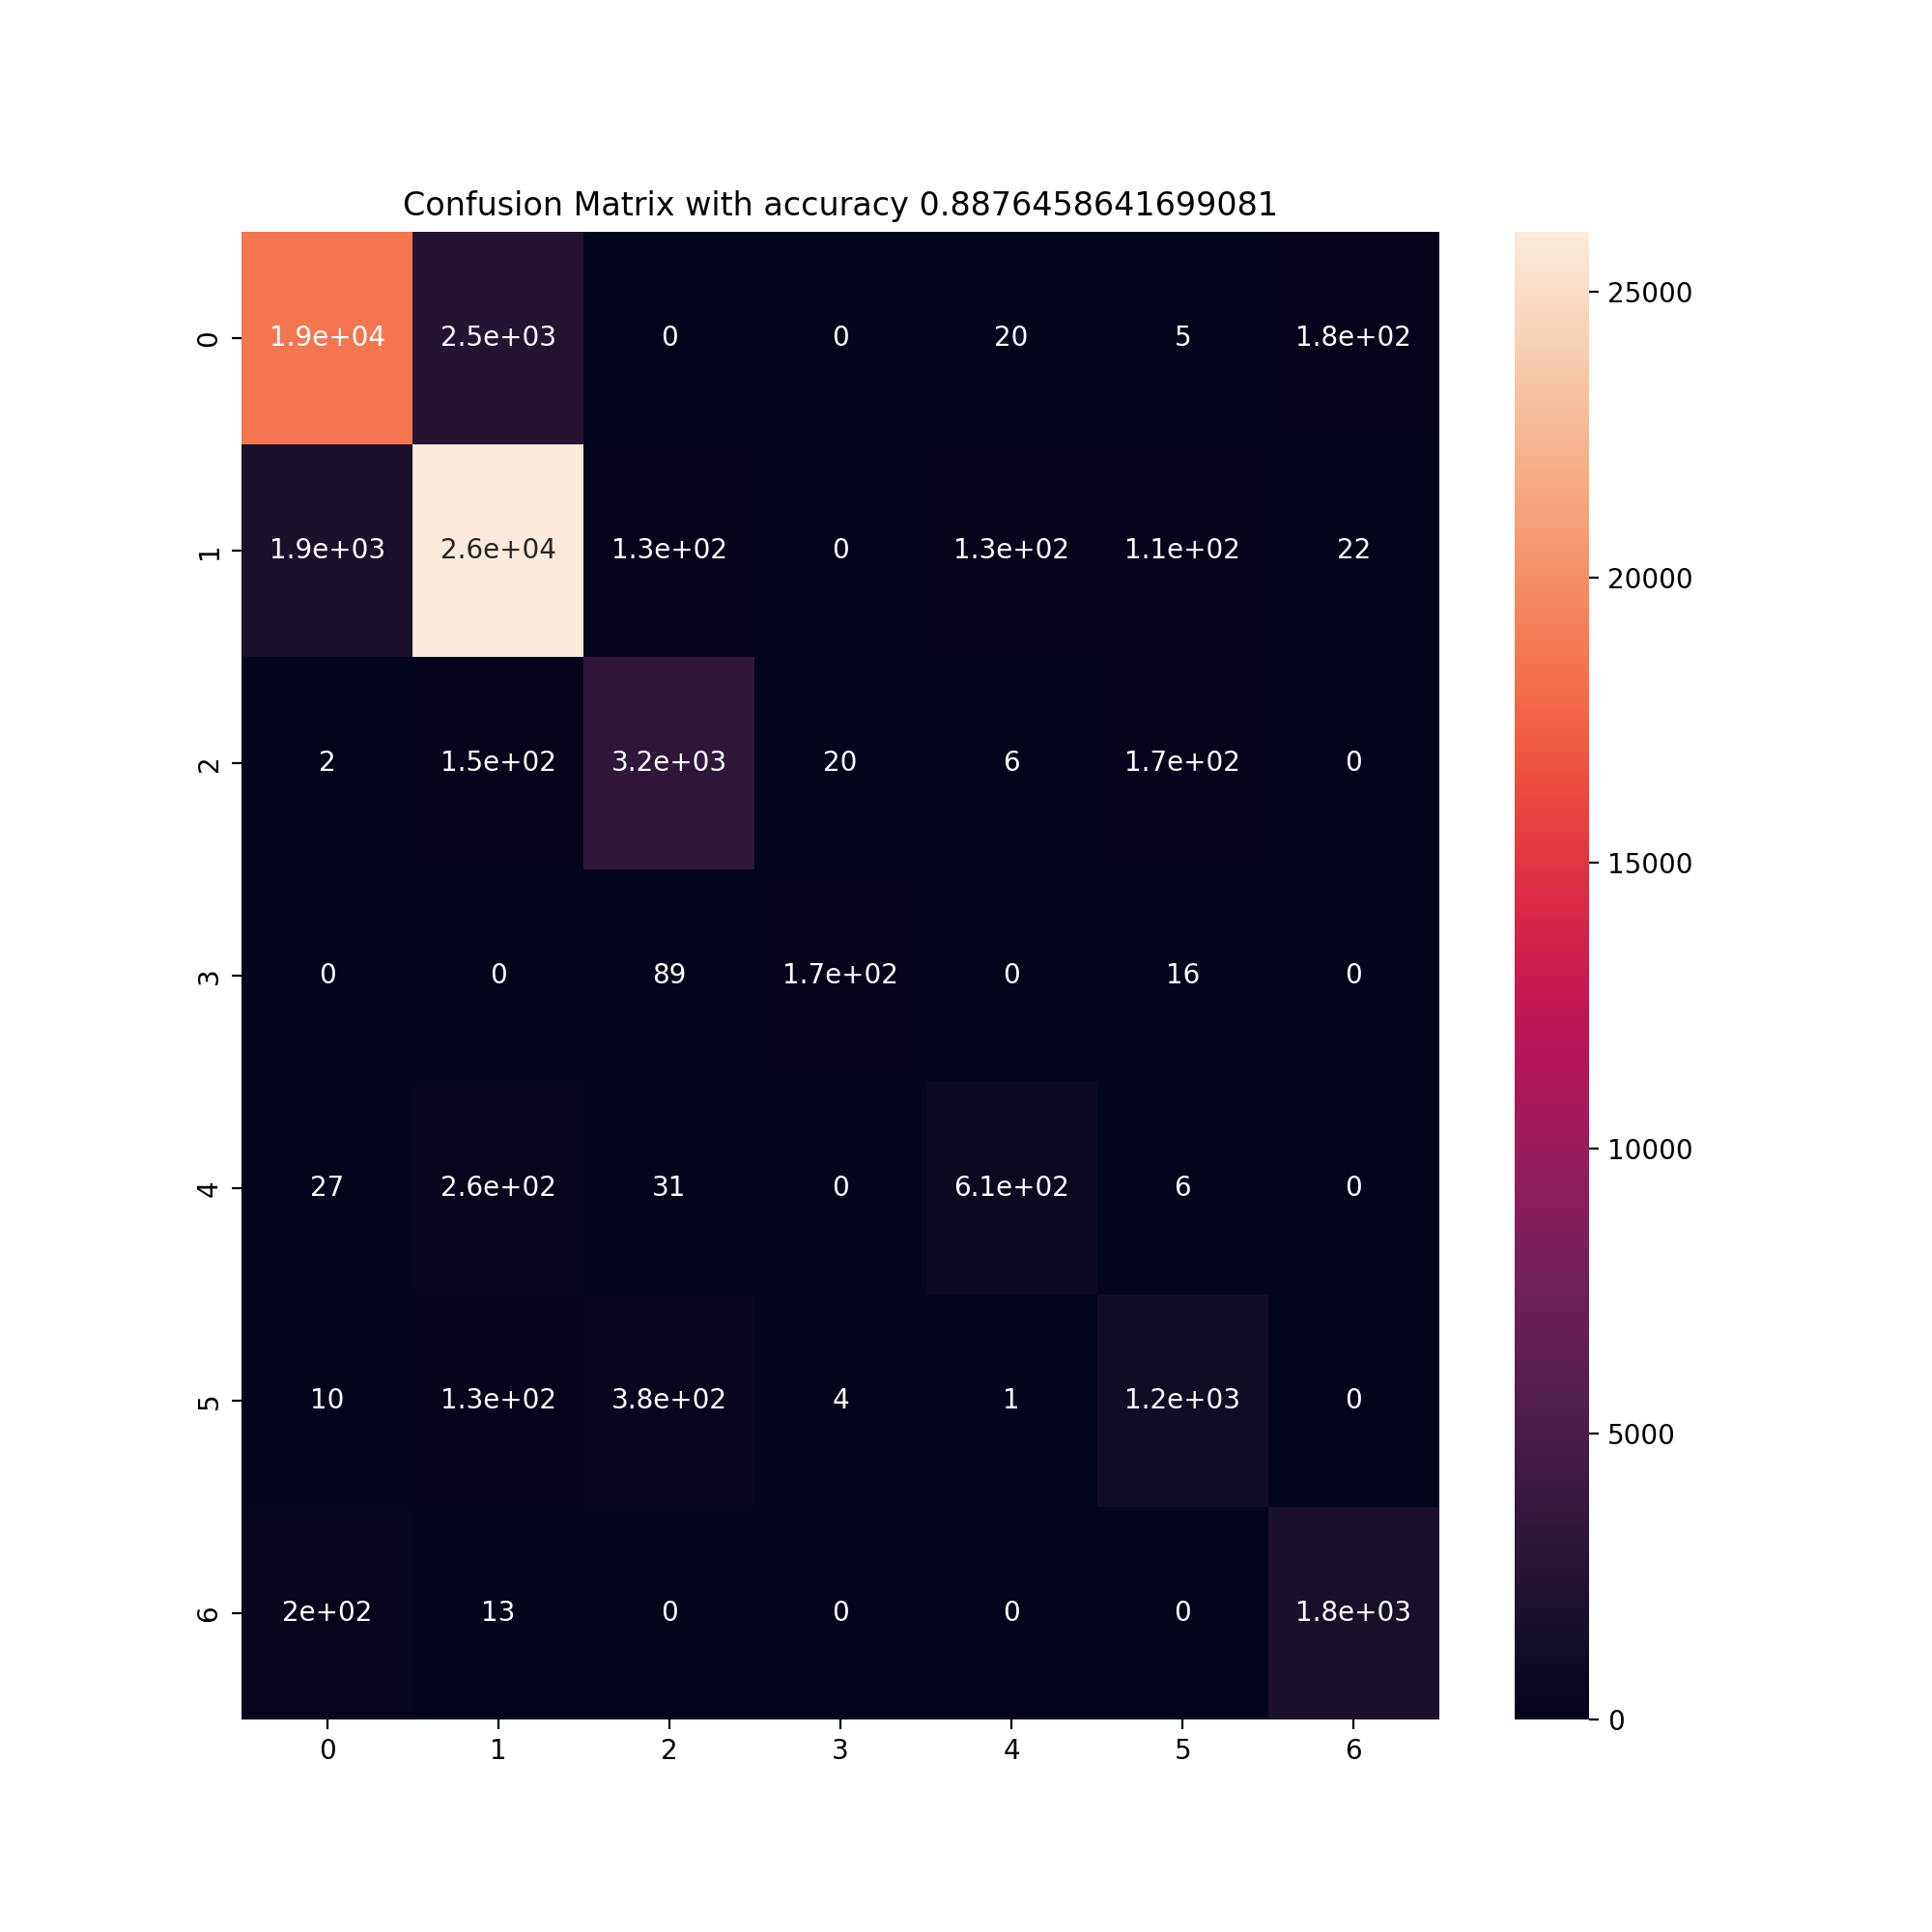 Confusion Matrix with accuracy 0.8876458641699081
0 1.9e+04 2.5e+03 0 0 20 5 1.8e+02
1 1.9e+03 2.6e+04 1.3e+02 0 1.3e+02 1.1e+02 22
2 2 1.5e+02 3.2e+03 20 6 1.7e+02 0
3 0 0 89 1.7e+02 0 16 0
4 27 2.6e+02 31 0 6.1e+02 6 0
5 10 1.3e+02 3.8e+02 4 1 1.2e+03 0
6 2e+02 13 0 0 0 0 1.8e+03
0 1 2 3 4 5 6
25000
20000
15000
10000
5000
0